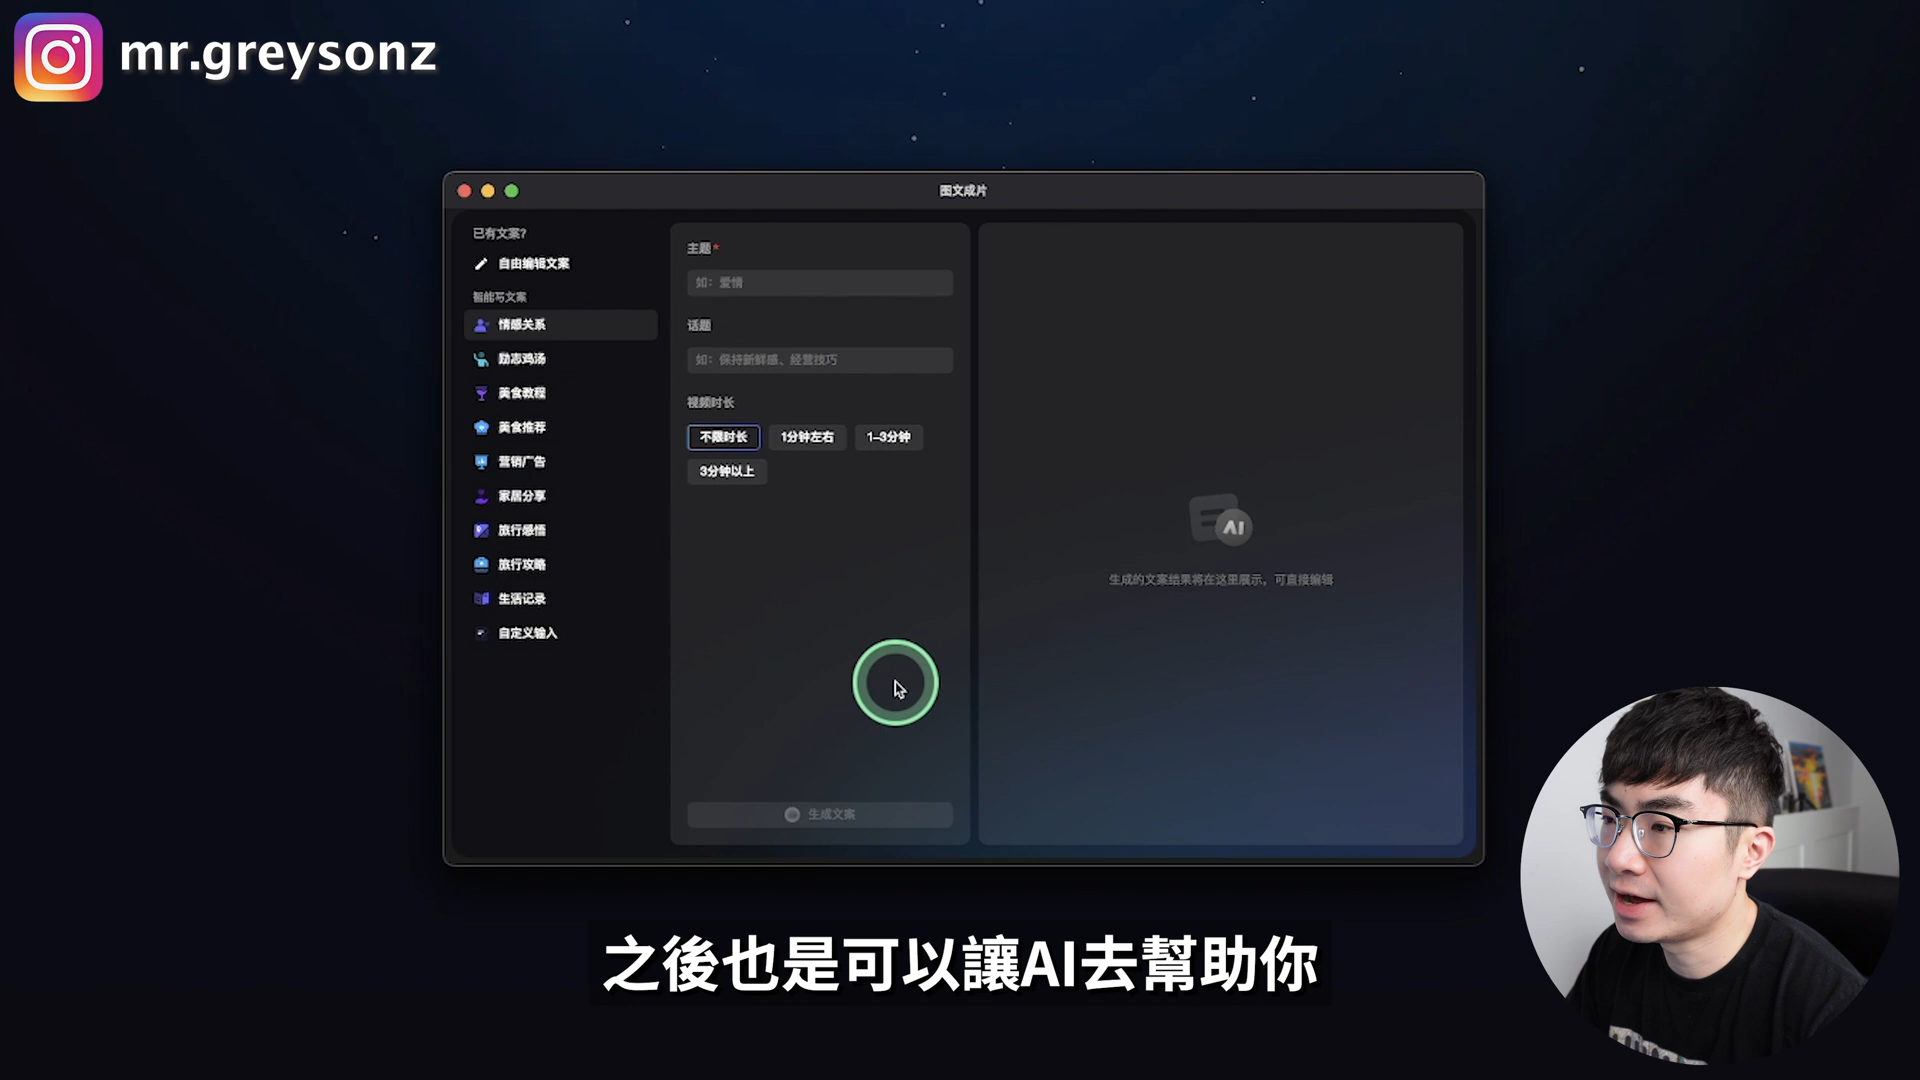 mr.greysonz
图文成片
已有文案?
自由编辑文案
智能写文案
情感关系
励志鸡汤
美食教程
美食推荐
营销广告
家居分享
旅行感悟
旅行攻略
生活记录
自定义输入
主题*
如：爱情
话题
如：保持新鲜感、经营技巧
视频时长
不限时长 1分钟左右 1–3分钟
3分钟以上
生成文案
AI
生成的文案结果将在这里展示，可直接编辑
之後也是可以讓AI去幫助你